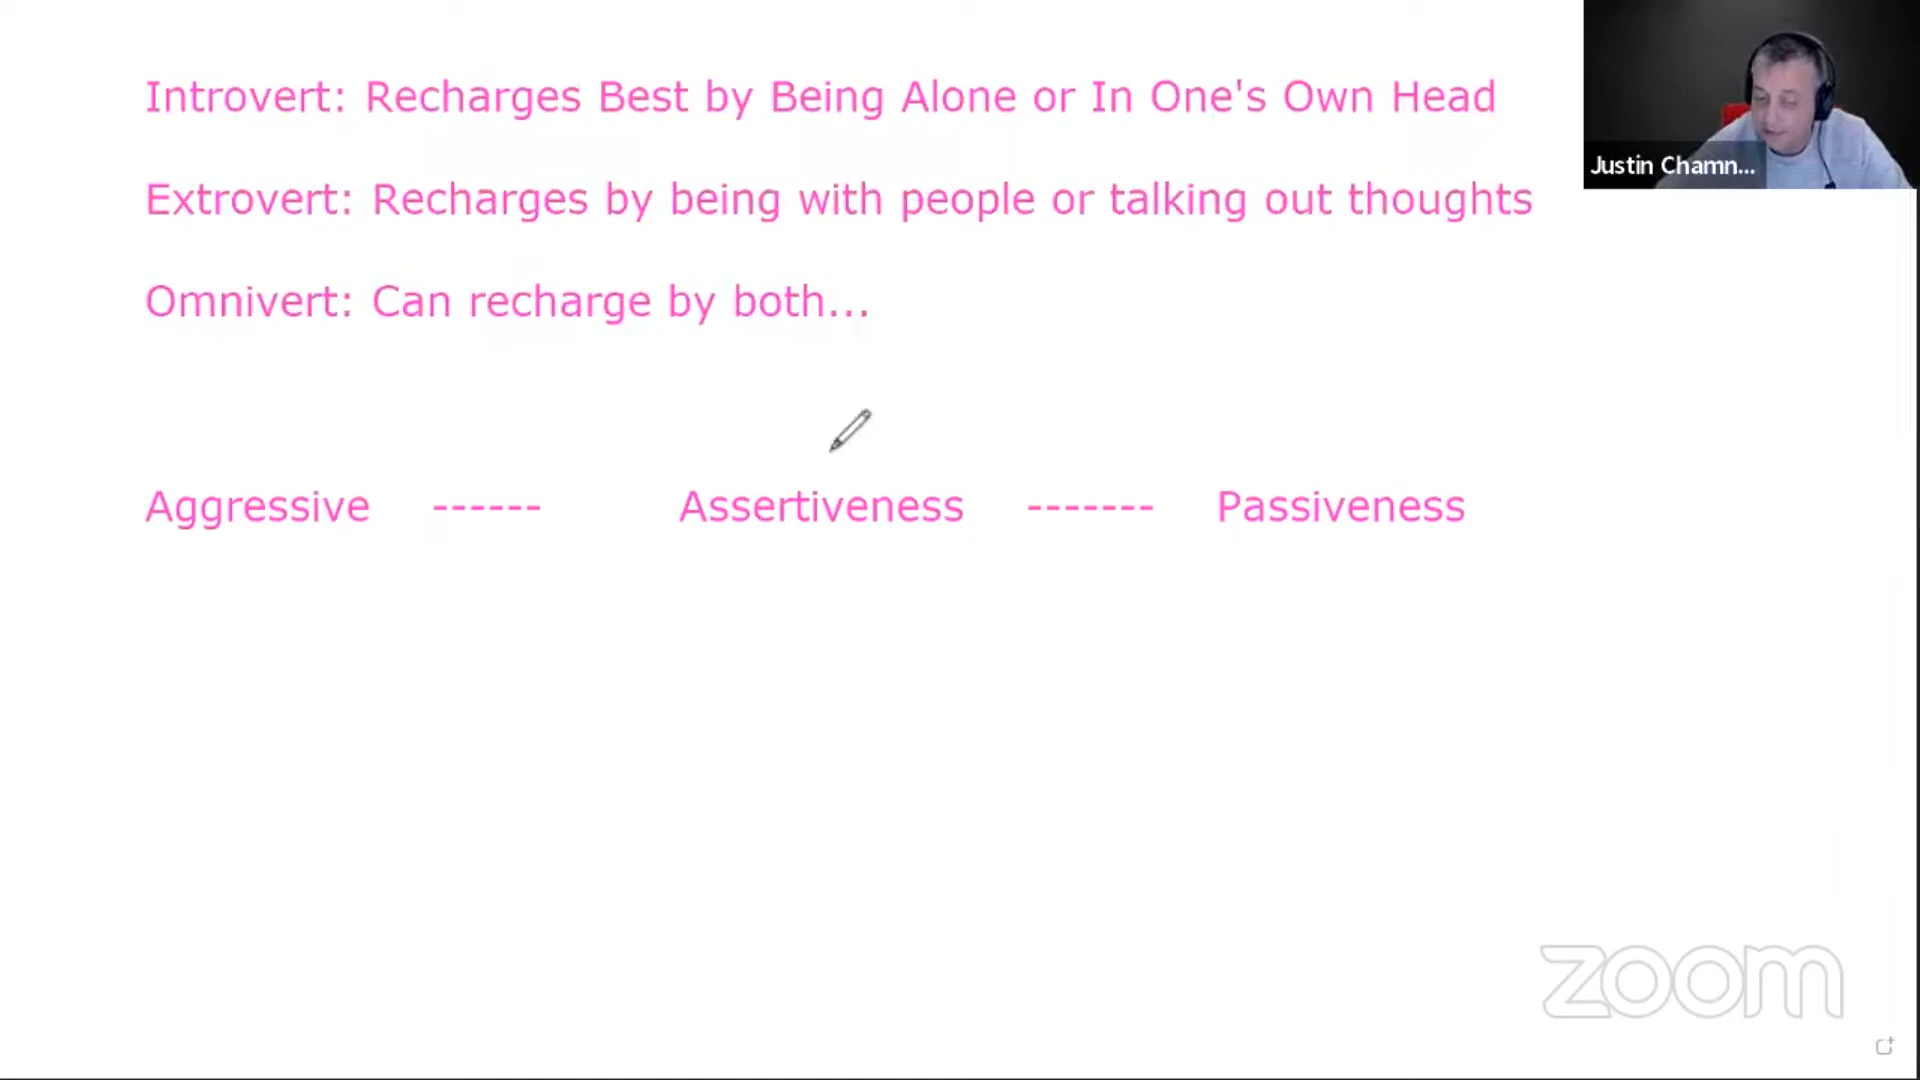 Introvert: Recharges Best by Being Alone or In One's Own Head
Justin Chamn...
Extrovert: Recharges by being with people or talking out thoughts
Omnivert: Can recharge by both...
Aggressive ------ Assertiveness ------- Passiveness
zoom